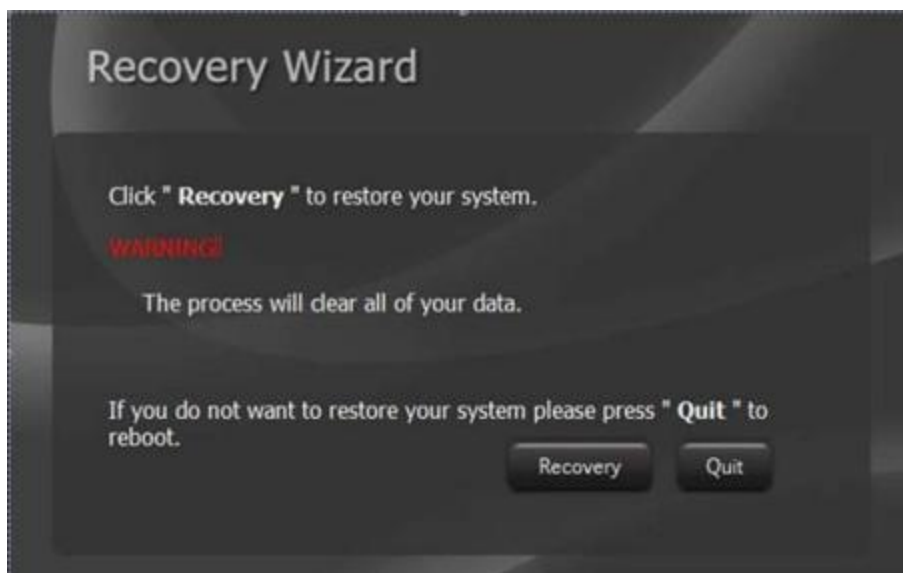 Recovery Wizard
Click " Recovery " to restore your system.
WARNING!
The process will clear all of your data.
If you do not want to restore your system please press " Quit " to
reboot.
Recovery
Quit